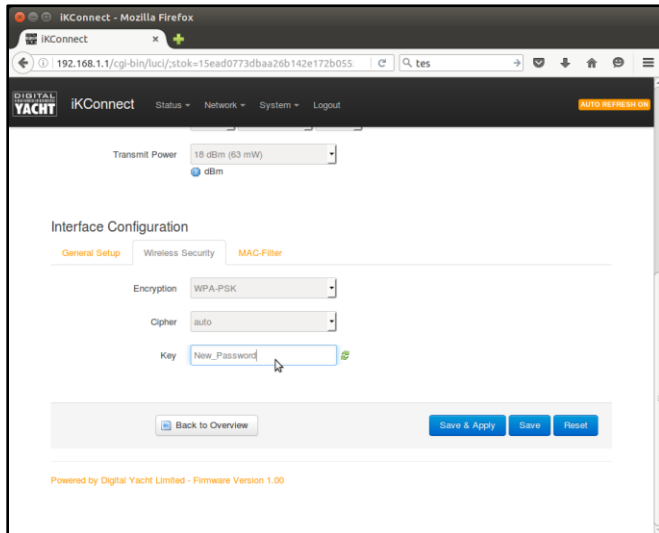 iKConnect - Mozilla Firefox
iKConnect
192.168.1.1/cgi-bin/luci/;stok=15ead0773dbaa26b142e172b055
tes
DIGITAL YACHT
iKConnect Status Network System Logout AUTO REFRESH ON
Transmit Power 18 dBm (63 mW)
dBm
Interface Configuration
General Setup Wireless Security MAC-Filter
Encryption WPA-PSK
Cipher auto
Key New_Password
Back to Overview Save & Apply Save Reset
Powered by Digital Yacht Limited - Firmware Version 1.00